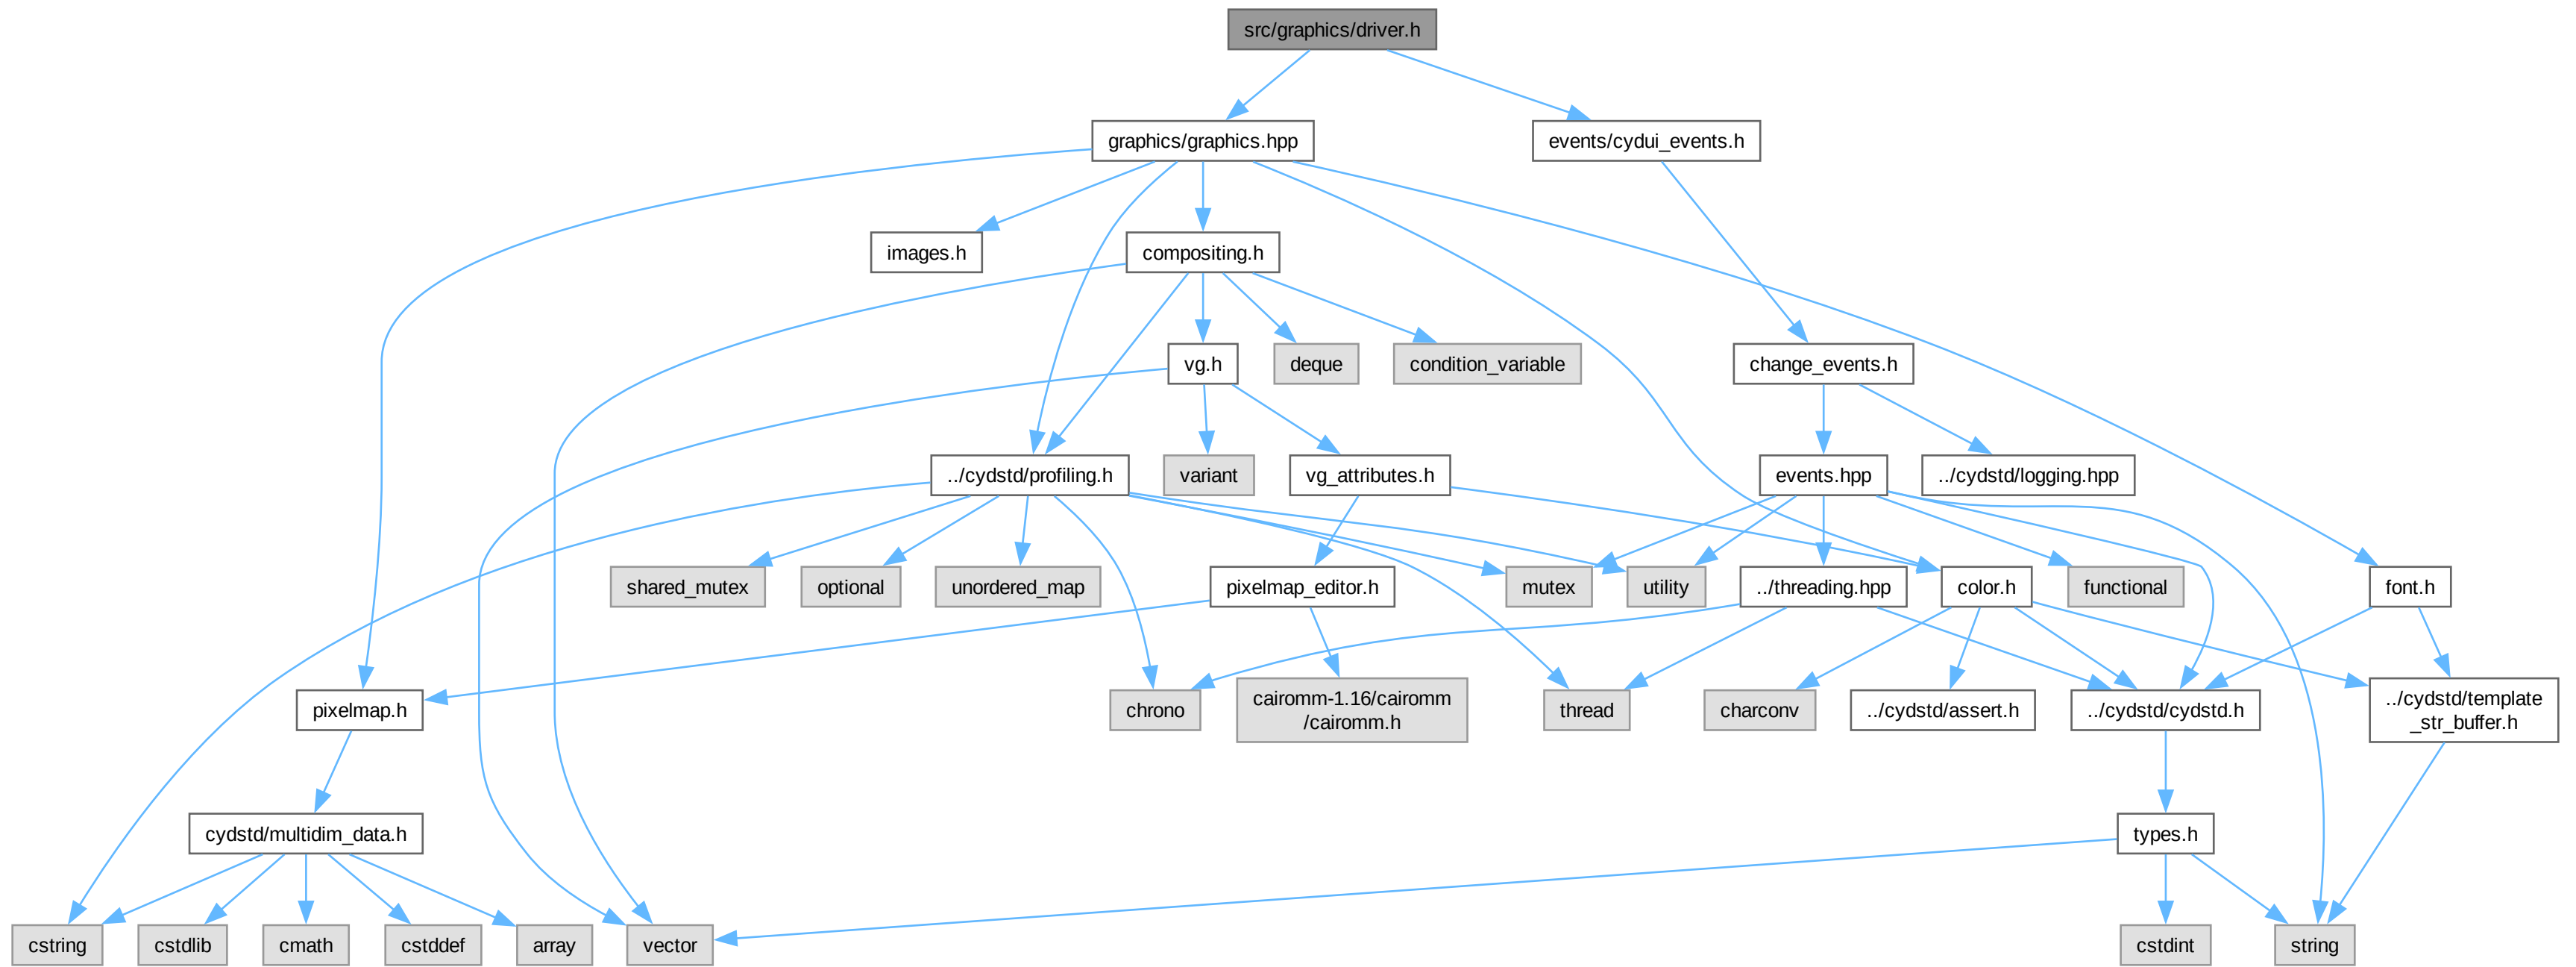 src/graphics/driver.h
graphics/graphics.hpp
events/cydui_events.h
images.h
compositing.h
vg.h
deque
condition_variable
change_events.h
../cydstd/profiling.h
variant
vg_attributes.h
events.hpp
../cydstd/logging.hpp
shared_mutex
optional
unordered_map
pixelmap_editor.h
mutex
utility
../threading.hpp
color.h
functional
font.h
pixelmap.h
chrono
cairomm-1.16/cairomm
/cairomm.h
thread
charconv
../cydstd/assert.h
../cydstd/cydstd.h
../cydstd/template
_str_buffer.h
cydstd/multidim_data.h
types.h
cstring
cstdlib
cmath
cstddef
array
vector
cstdint
string